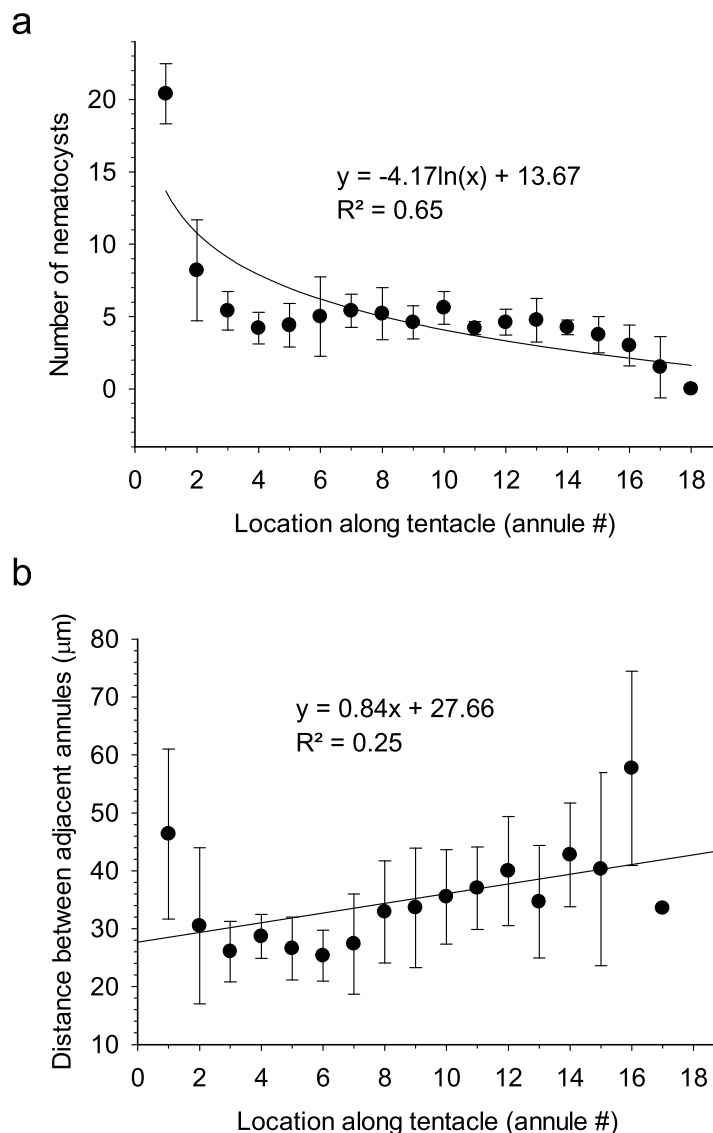 a
Number of nematocysts
20
15
10
5
0
y = -4.17ln(x) + 13.67
R² = 0.65
0 2 4 6 8 10 12 14 16 18
Location along tentacle (annule #)
b
Distance between adjacent annules (μm)
80
70
60
50
40
30
20
10
y = 0.84x + 27.66
R² = 0.25
0 2 4 6 8 10 12 14 16 18
Location along tentacle (annule #)